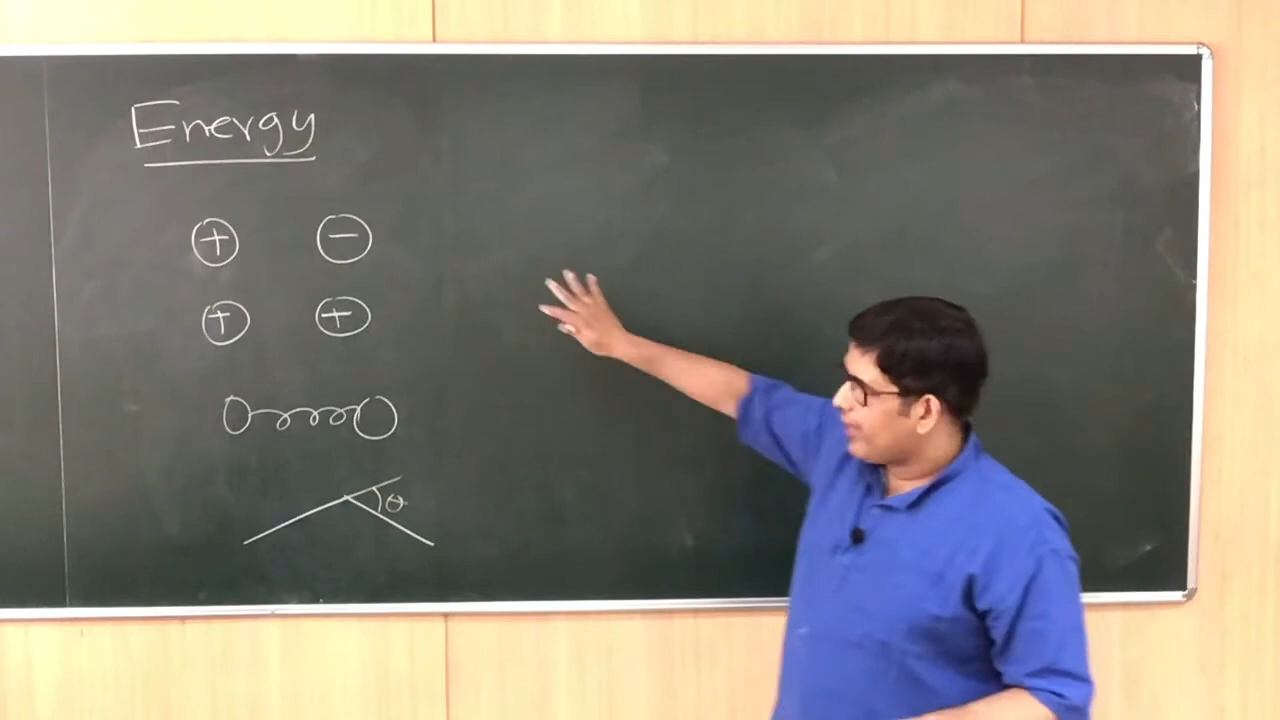 Energy
+ −
+ +
θ